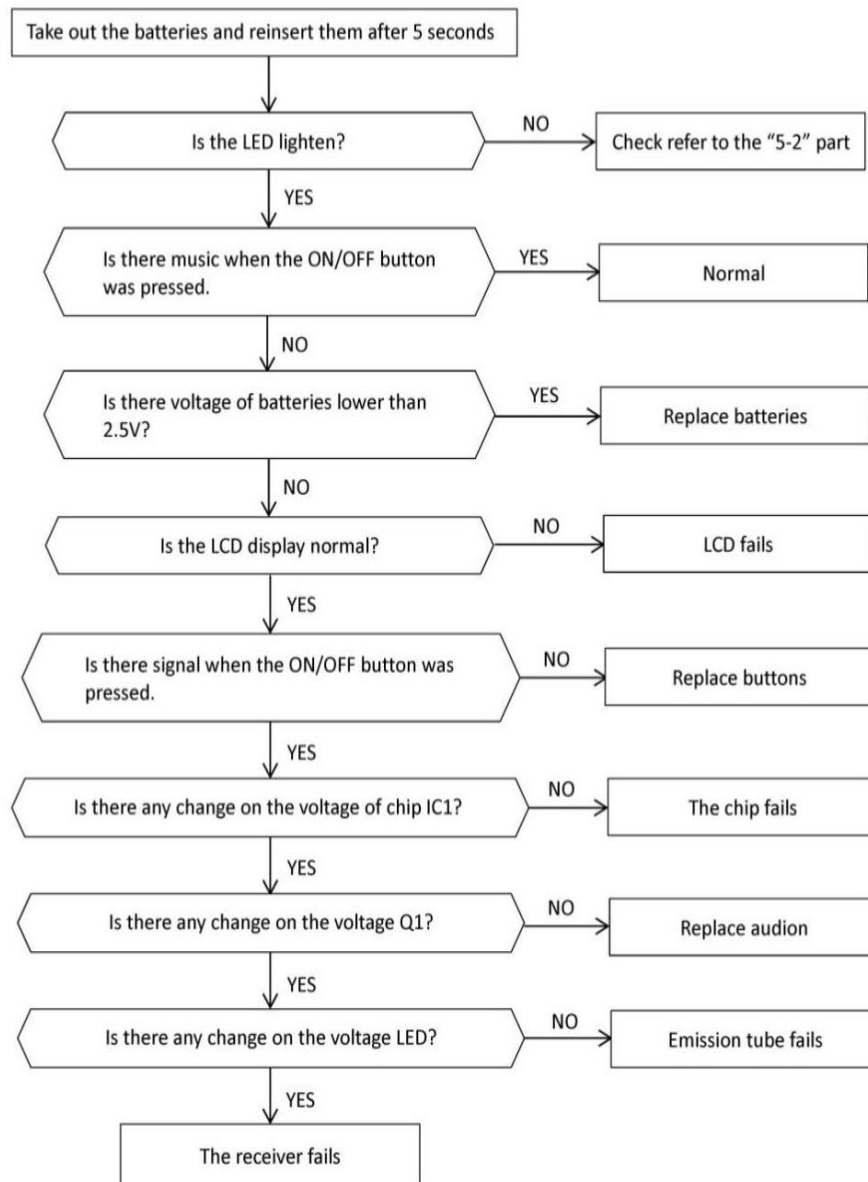 Take out the batteries and reinsert them after 5 seconds
Is the LED lighten?
NO
Check refer to the “5-2” part
YES
Is there music when the ON/OFF button
was pressed.
YES
Normal
NO
Is there voltage of batteries lower than
2.5V?
YES
Replace batteries
NO
Is the LCD display normal?
NO
LCD fails
YES
Is there signal when the ON/OFF button was
pressed.
NO
Replace buttons
YES
Is there any change on the voltage of chip IC1?
NO
The chip fails
YES
Is there any change on the voltage Q1?
NO
Replace audion
YES
Is there any change on the voltage LED?
NO
Emission tube fails
YES
The receiver fails